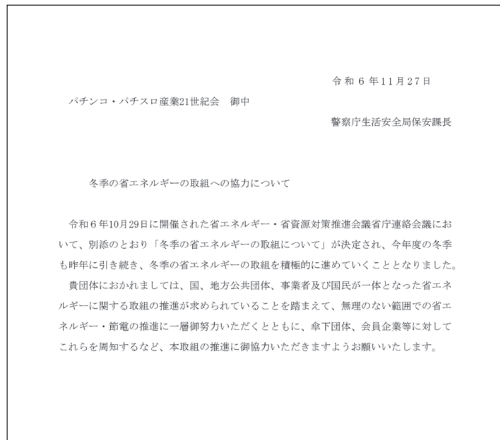 令和６年11月27日
パチンコ・パチスロ産業21世紀会　御中
警察庁生活安全局保安課長
冬季の省エネルギーの取組への協力について
令和６年10月29日に開催された省エネルギー・省資源対策推進会議省庁連絡会議にお
いて、別添のとおり「冬季の省エネルギーの取組について」が決定され、今年度の冬季
も昨年に引き続き、冬季の省エネルギーの取組を積極的に進めていくこととなりました。
貴団体におかれましては、国、地方公共団体、事業者及び国民が一体となった省エネ
ルギーに関する取組の推進が求められていることを踏まえて、無理のない範囲での省エ
ネルギー・節電の推進に一層御努力いただくとともに、傘下団体、会員企業等に対して
これらを周知するなど、本取組の推進に御協力いただきますようお願いいたします。